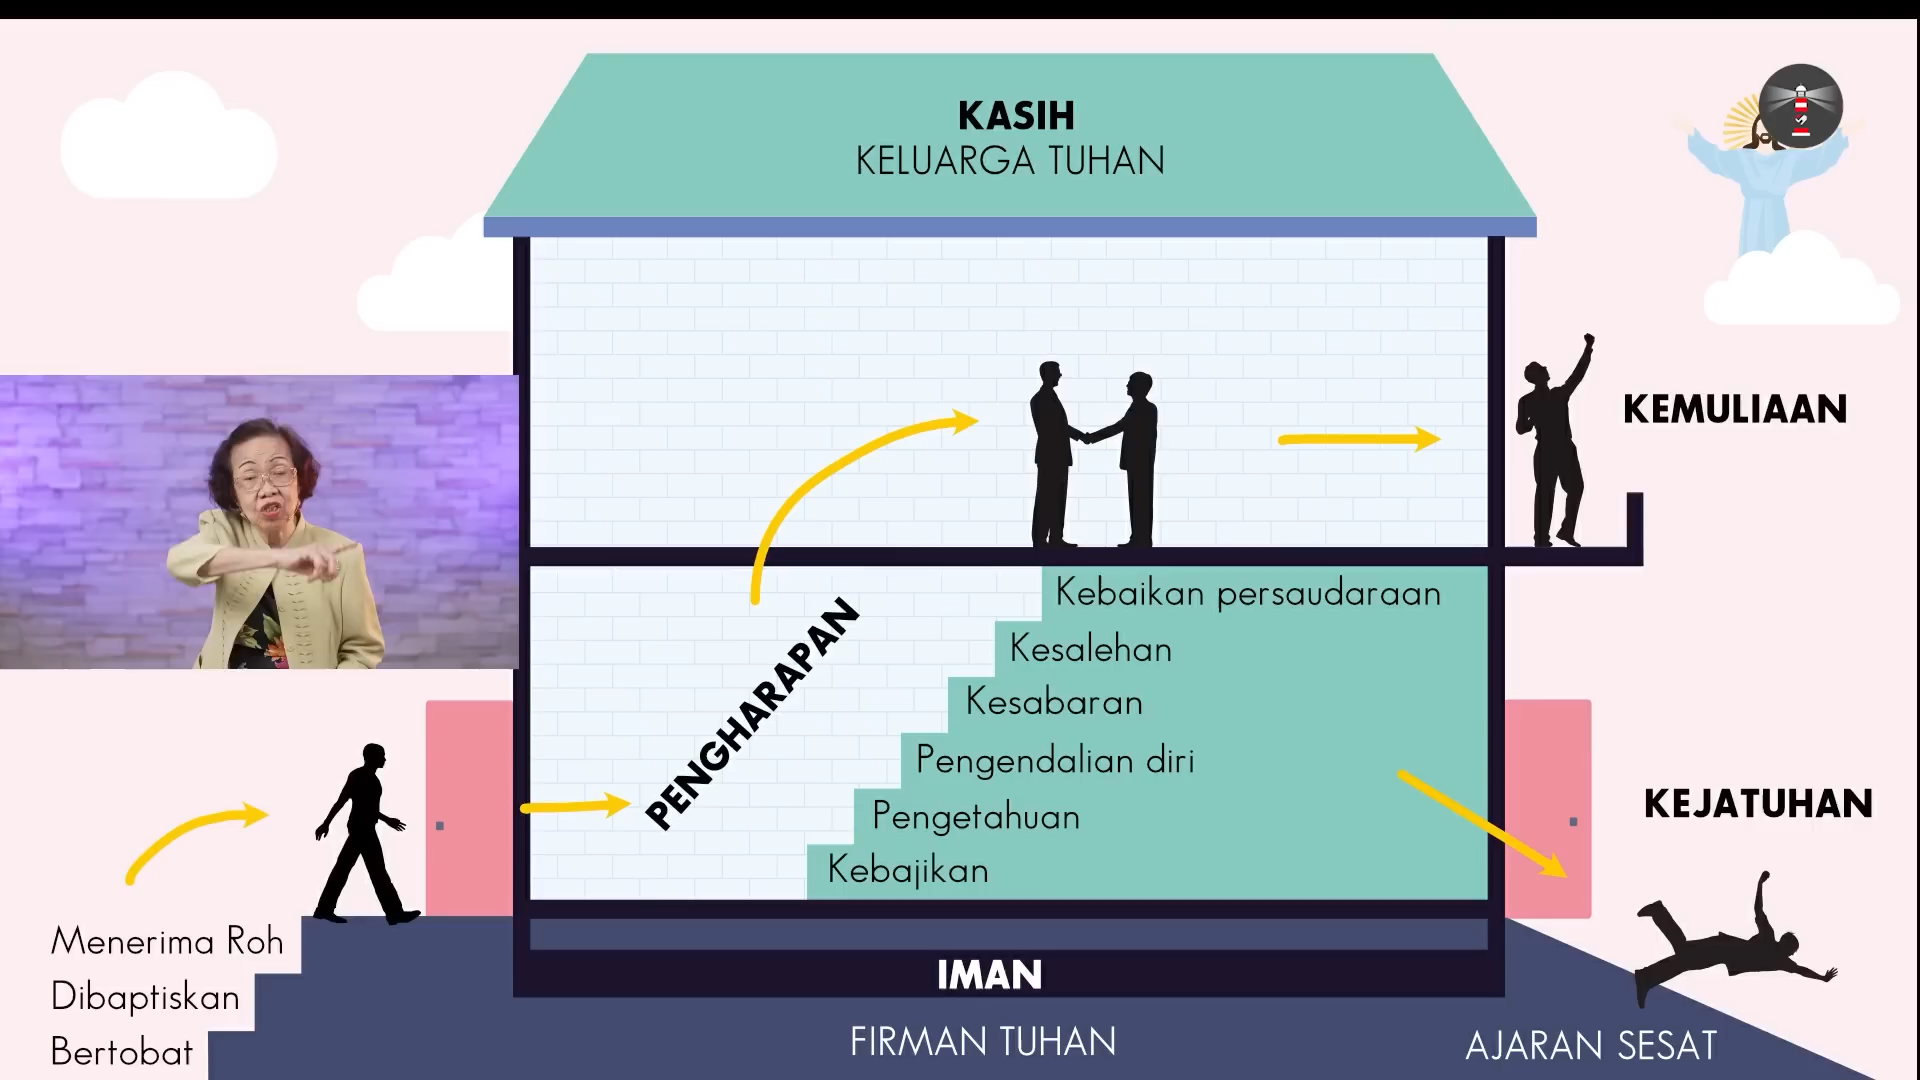 KASIH
KELUARGA TUHAN
KEMULIAAN
PENGHARAPAN
Kebaikan persaudaraan
Kesalehan
Kesabaran
Pengendalian diri
Pengetahuan
Kebajikan
KEJATUHAN
Menerima Roh
Dibaptiskan
Bertobat
IMAN
FIRMAN TUHAN
AJARAN SESAT